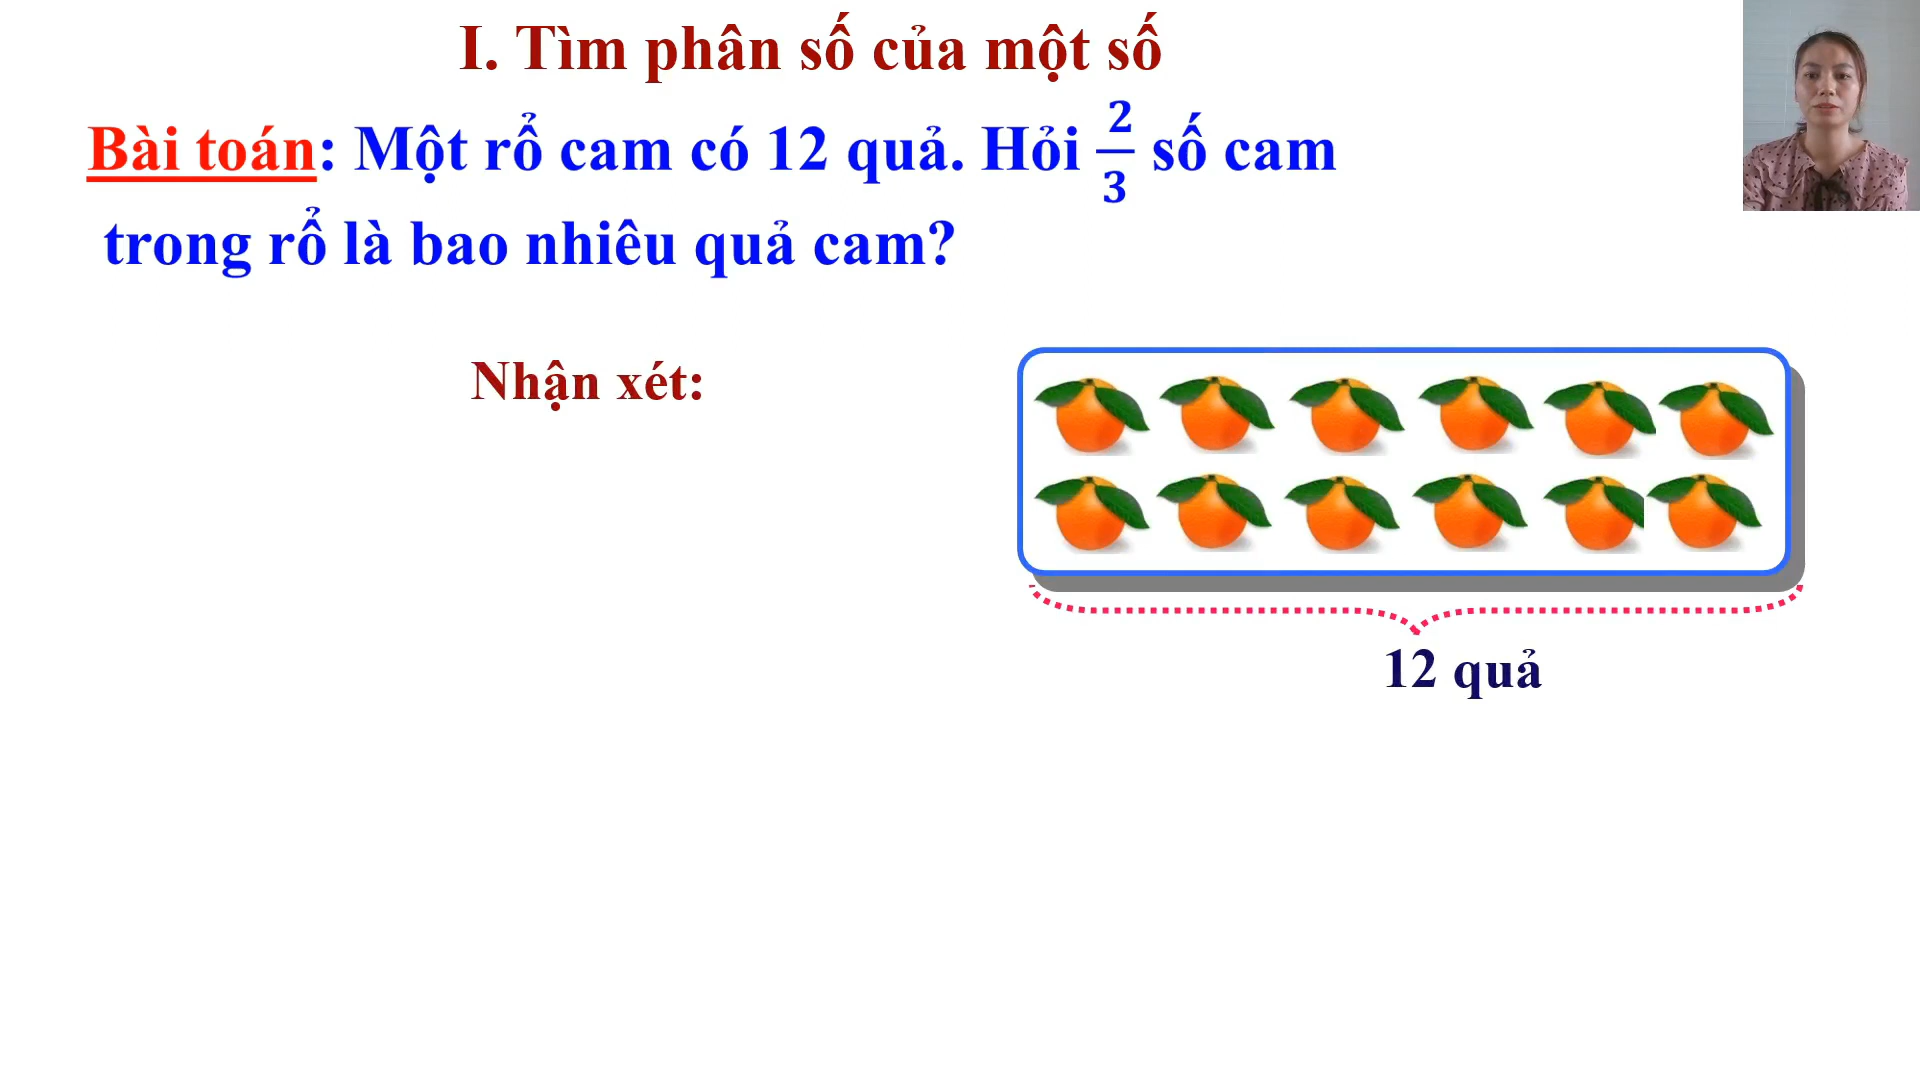 I. Tìm phân số của một số
Bài toán: Một rổ cam có 12 quả. Hỏi 2/3 số cam
trong rổ là bao nhiêu quả cam?
Nhận xét:
12 quả